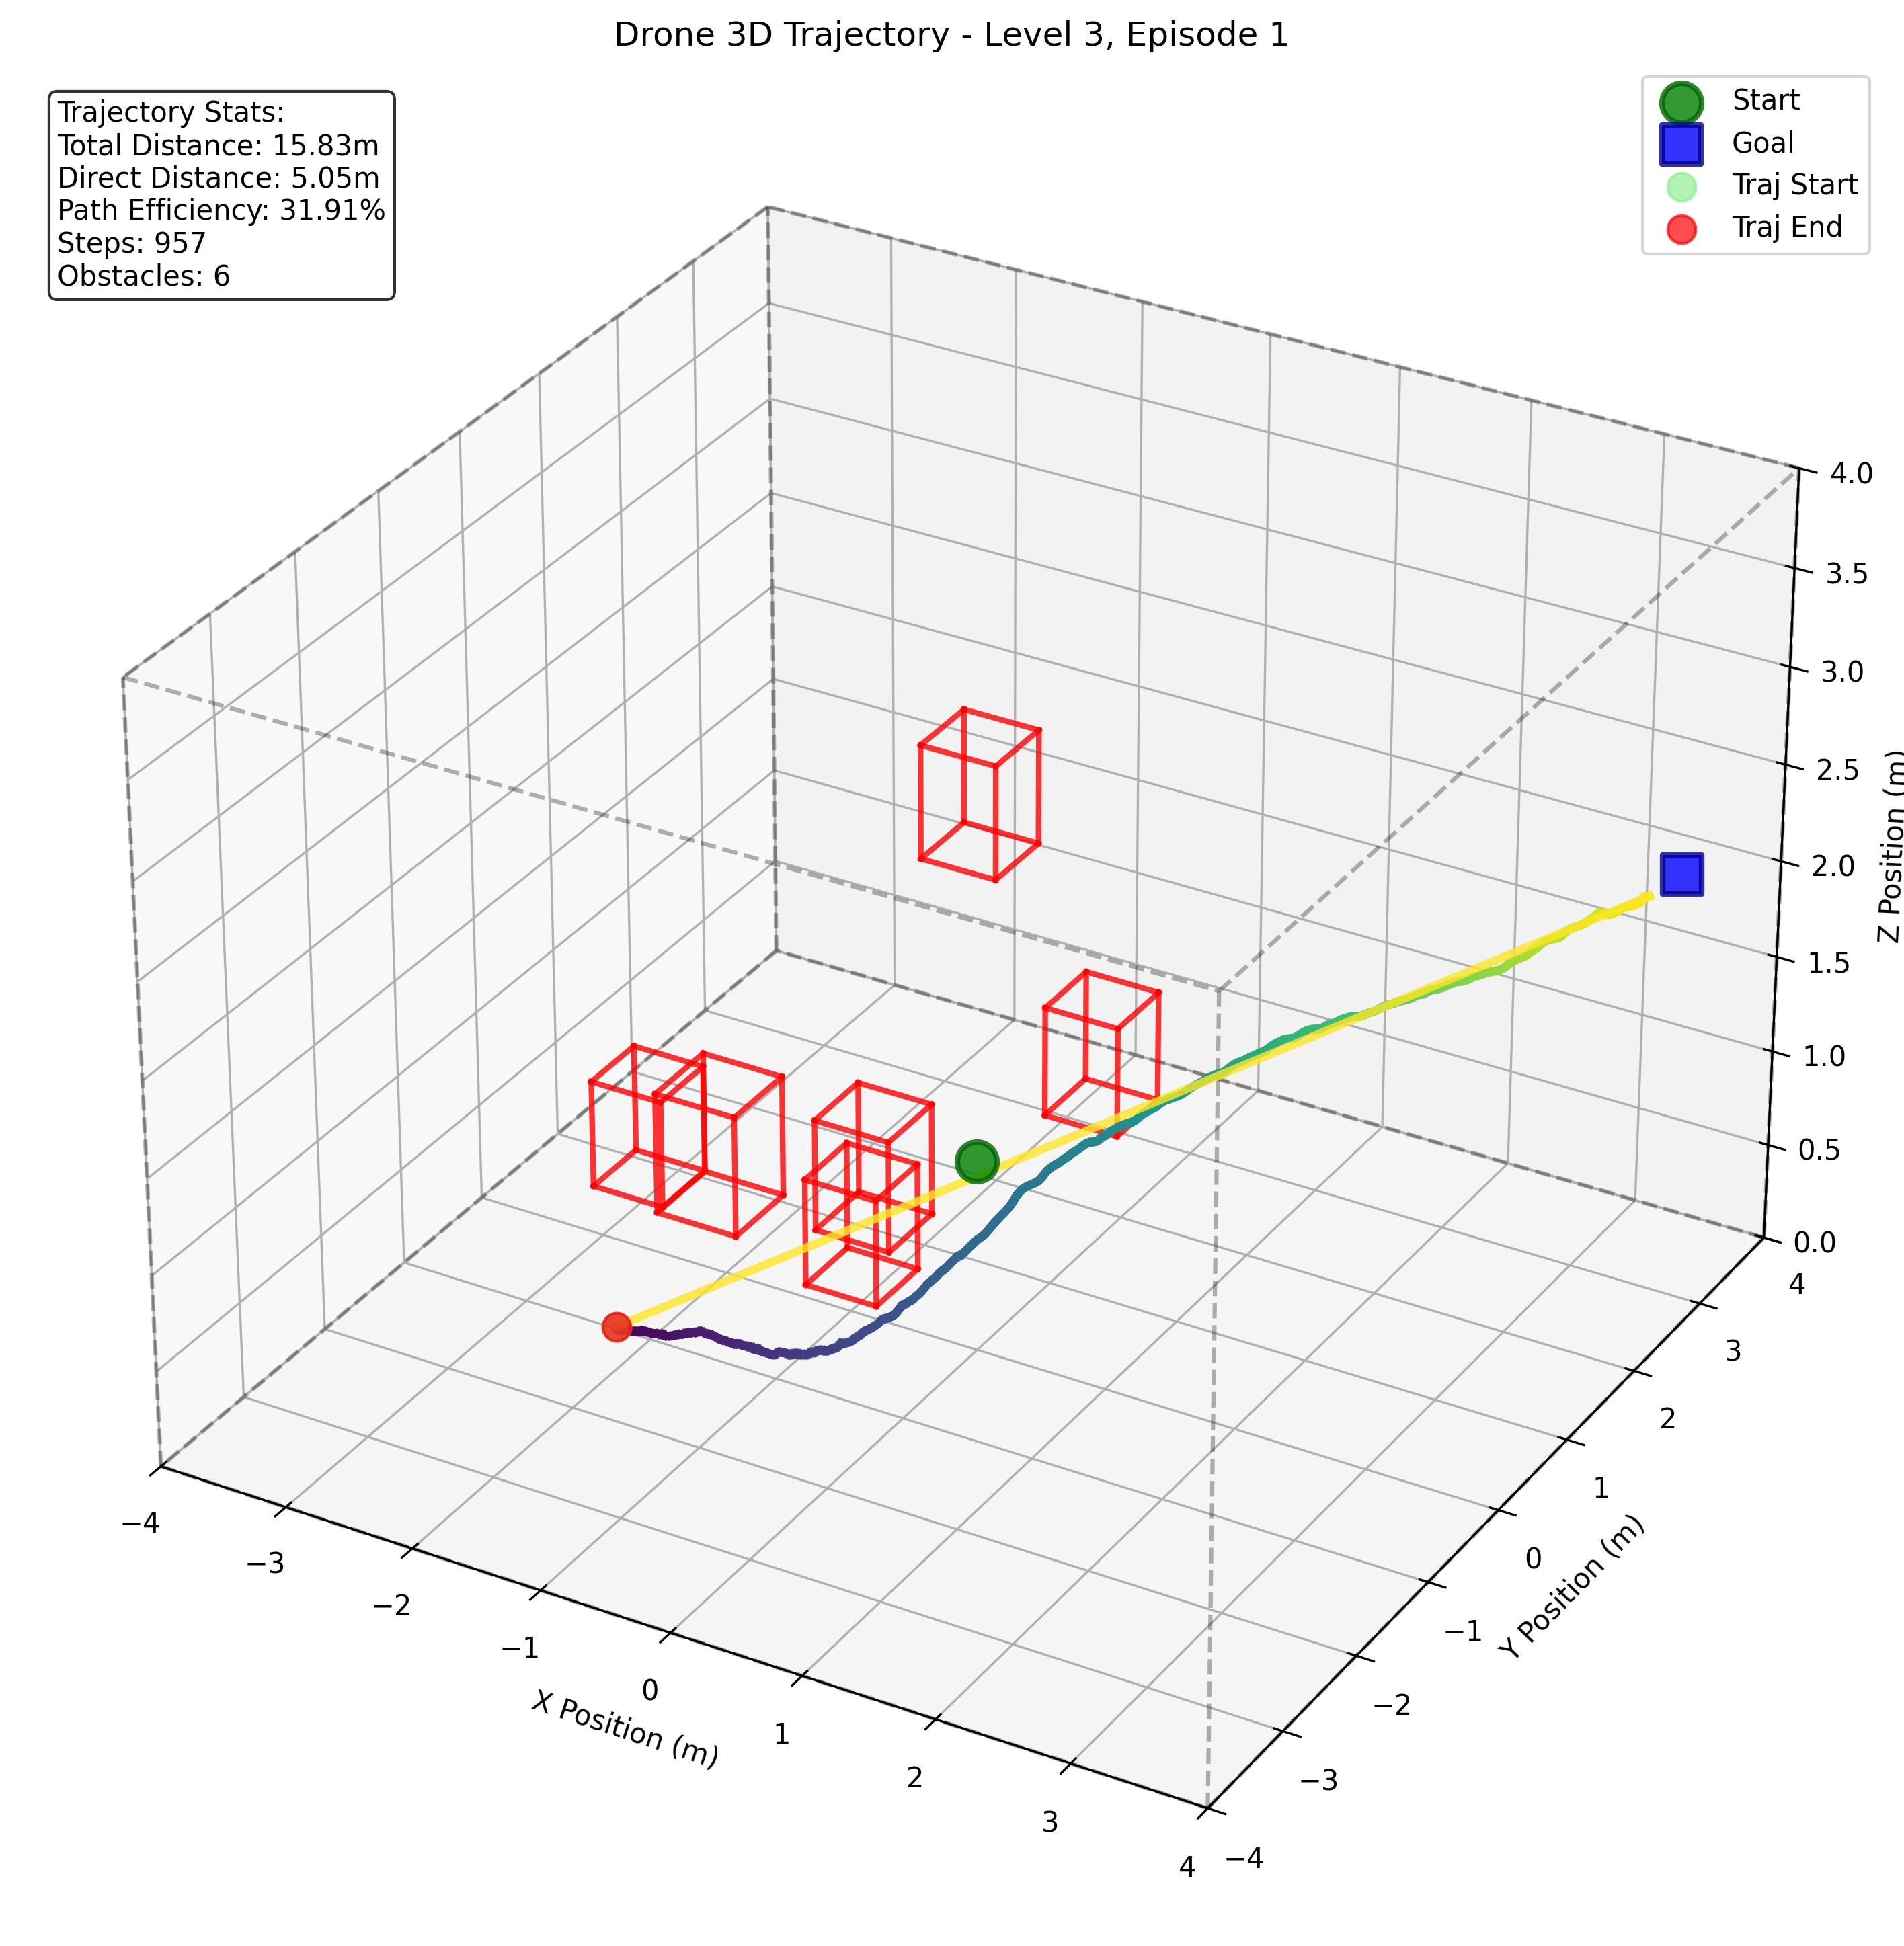 Drone 3D Trajectory - Level 3, Episode 1
Trajectory Stats:
Total Distance: 15.83m
Direct Distance: 5.05m
Path Efficiency: 31.91%
Steps: 957
Obstacles: 6
Start
Goal
Traj Start
Traj End
4.0
3.5
3.0
2.5
2.0
1.5
1.0
0.5
0.0
Z Position (m)
4
3
2
1
0
−1
−2
−3
−4
Y Position (m)
−4
−3
−2
−1
0
1
2
3
4
X Position (m)